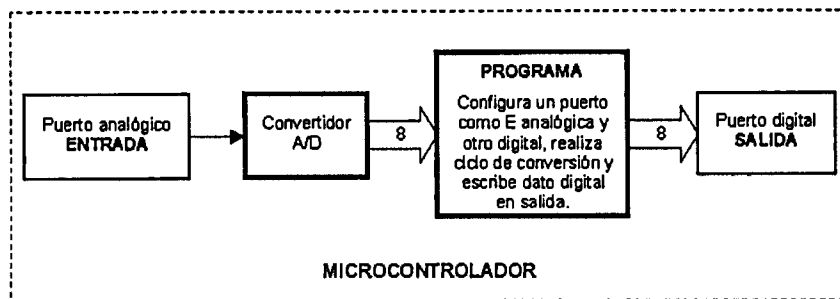 Puerto analógico
ENTRADA
Convertidor
A/D
8
PROGRAMA
Configura un puerto
como E analógica y
otro digital, realiza
ciclo de conversión y
escribe dato digital
en salida.
8
Puerto digital
SALIDA
MICROCONTROLADOR